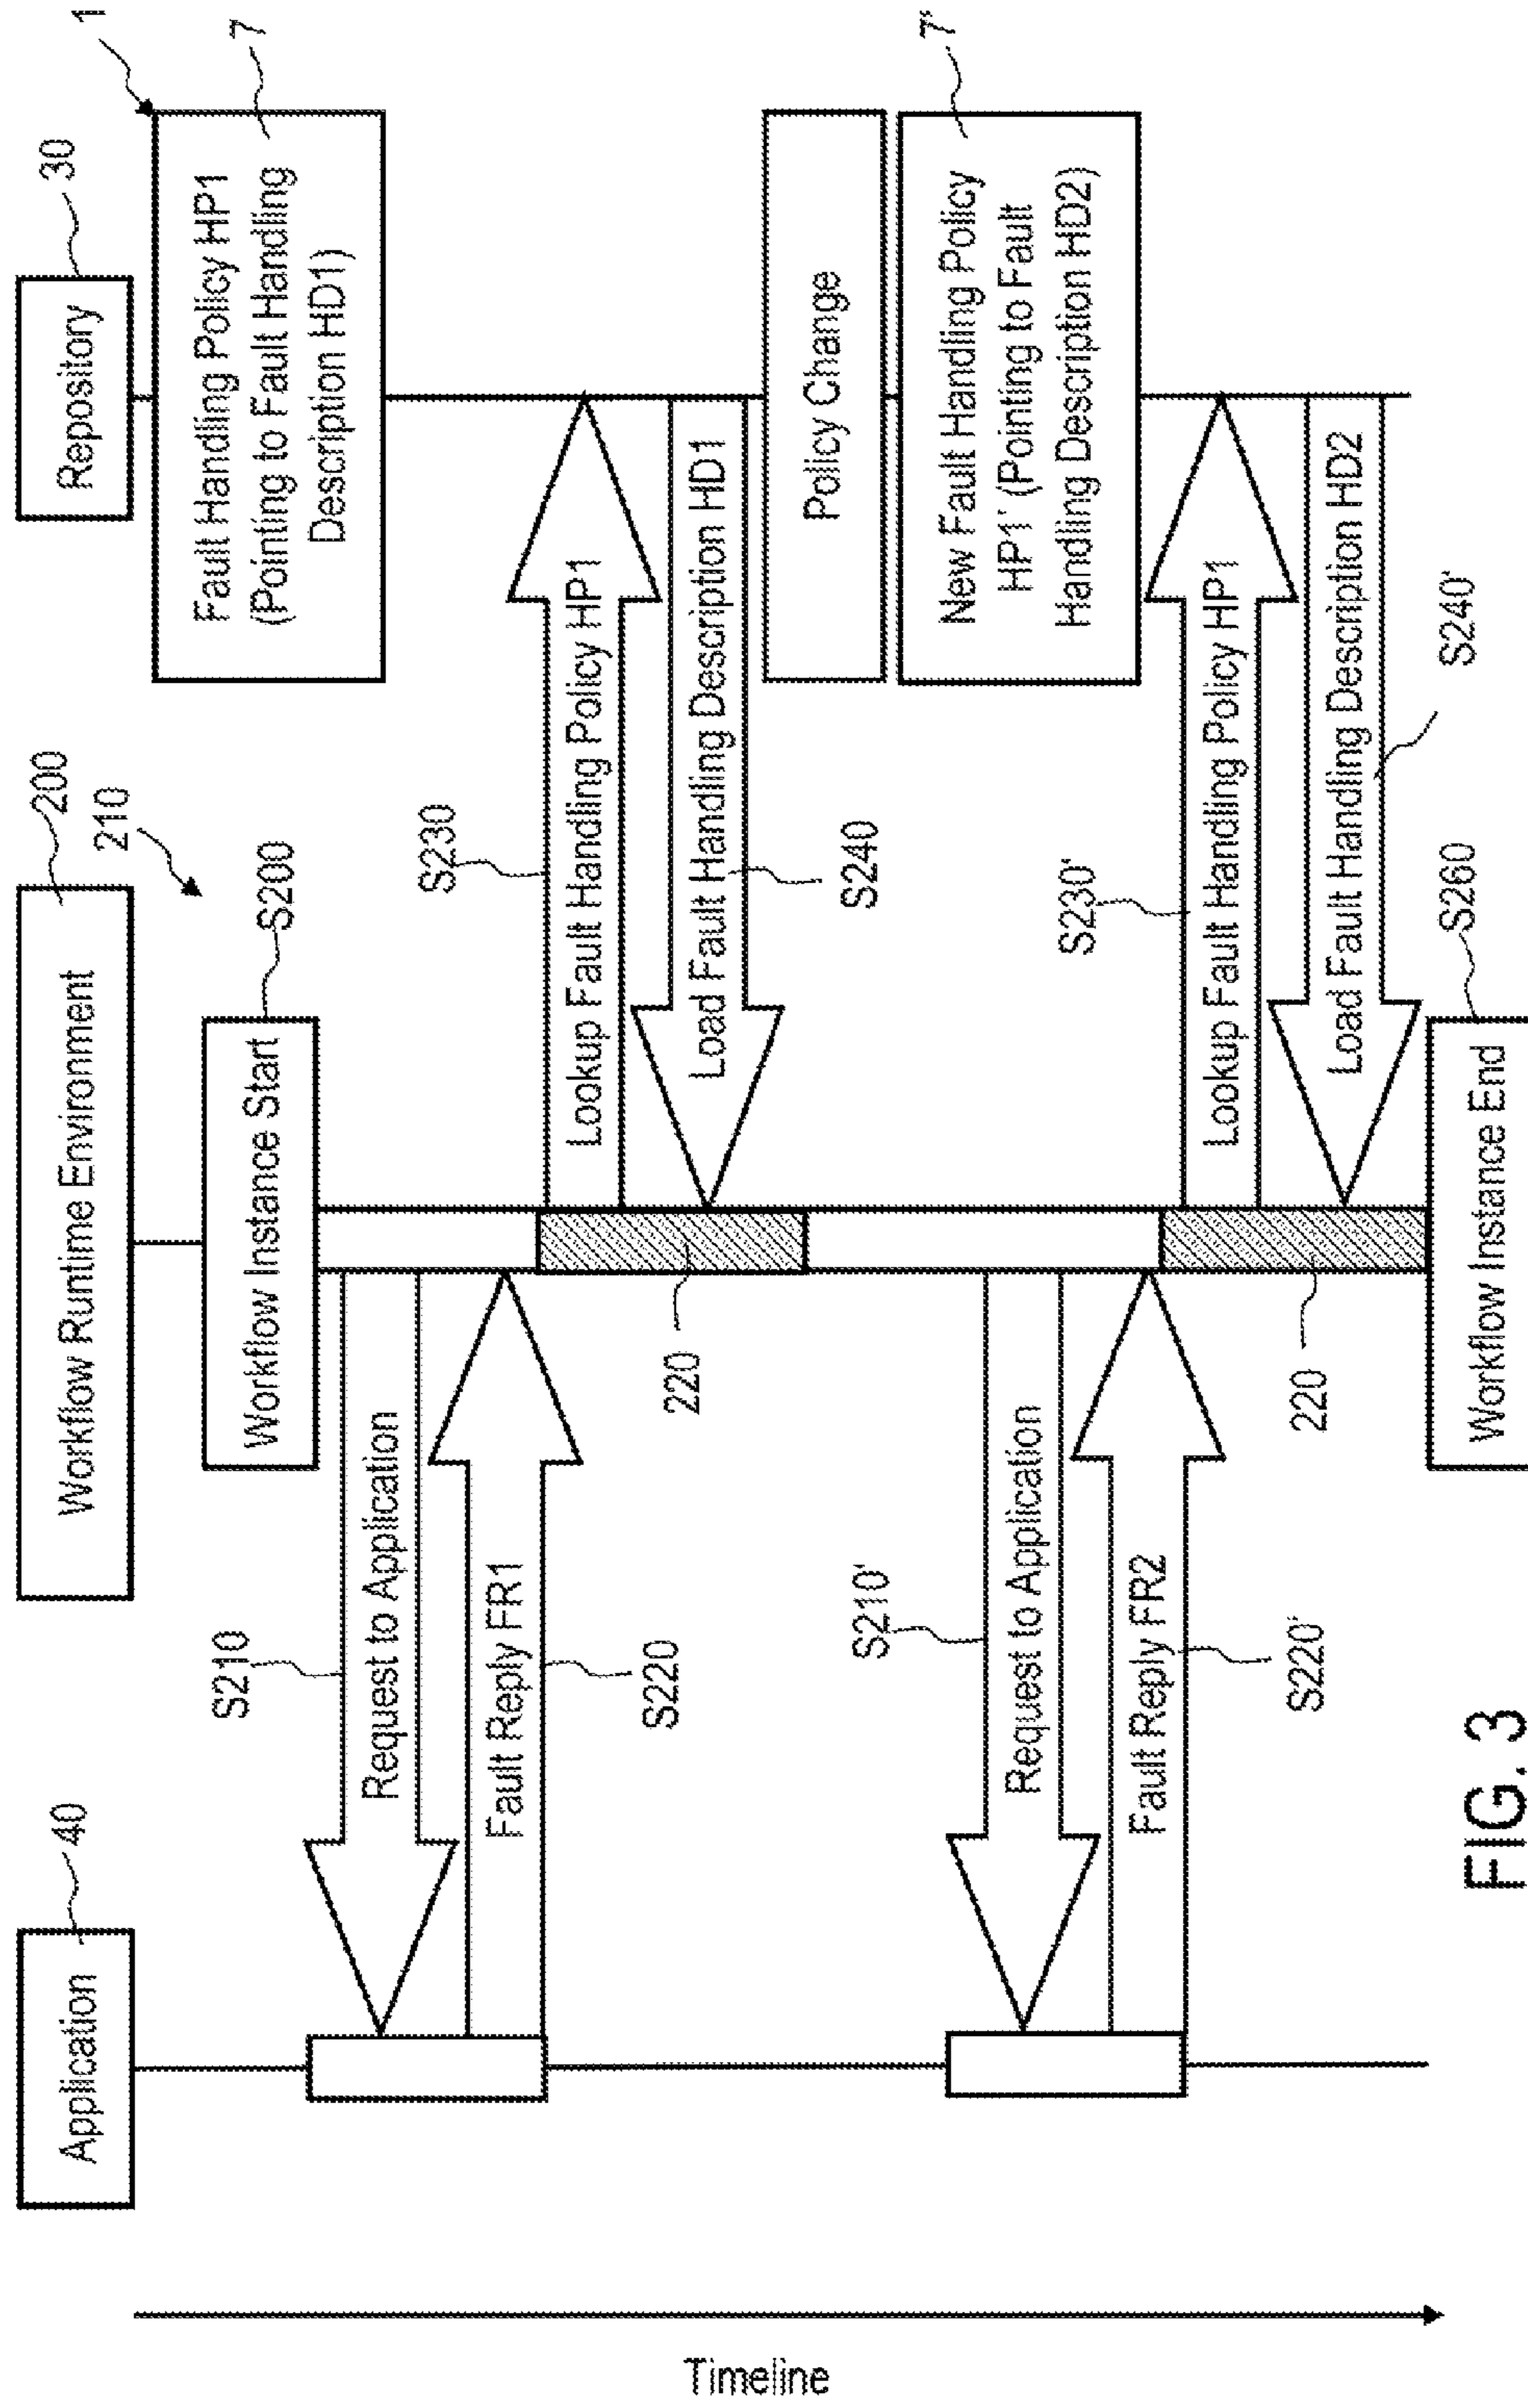 Application
40
Workflow Runtime Environment
200
210
Repository
30
1
Workflow Instance Start
S200
Fault Handling Policy HP1
(Pointing to Fault Handling
Description HD1)
7
S210
Request to Application
Fault Reply FR1
S220
S230
Lookup Fault Handling Policy HP1
Load Fault Handling Description HD1
S240
220
Policy Change
New Fault Handling Policy
HP1' (Pointing to Fault
Handling Description HD2)
7'
S210'
Request to Application
Fault Reply FR2
S220'
S230'
Lookup Fault Handling Policy HP1
Load Fault Handling Description HD2
S240'
220
Workflow Instance End
S260
Timeline
FIG. 3